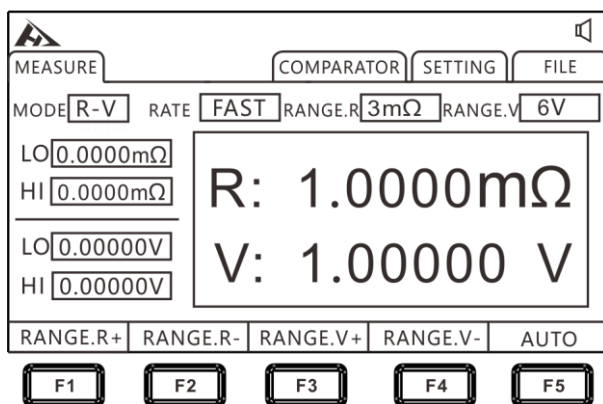 MEASURE COMPARATOR SETTING FILE
MODE R-V RATE FAST RANGE.R 3mΩ RANGE.V 6V
LO 0.0000mΩ
HI 0.0000mΩ
R: 1.0000mΩ
LO 0.00000V
HI 0.00000V
V: 1.00000 V
RANGE.R+ RANGE.R- RANGE.V+ RANGE.V- AUTO
F1 F2 F3 F4 F5